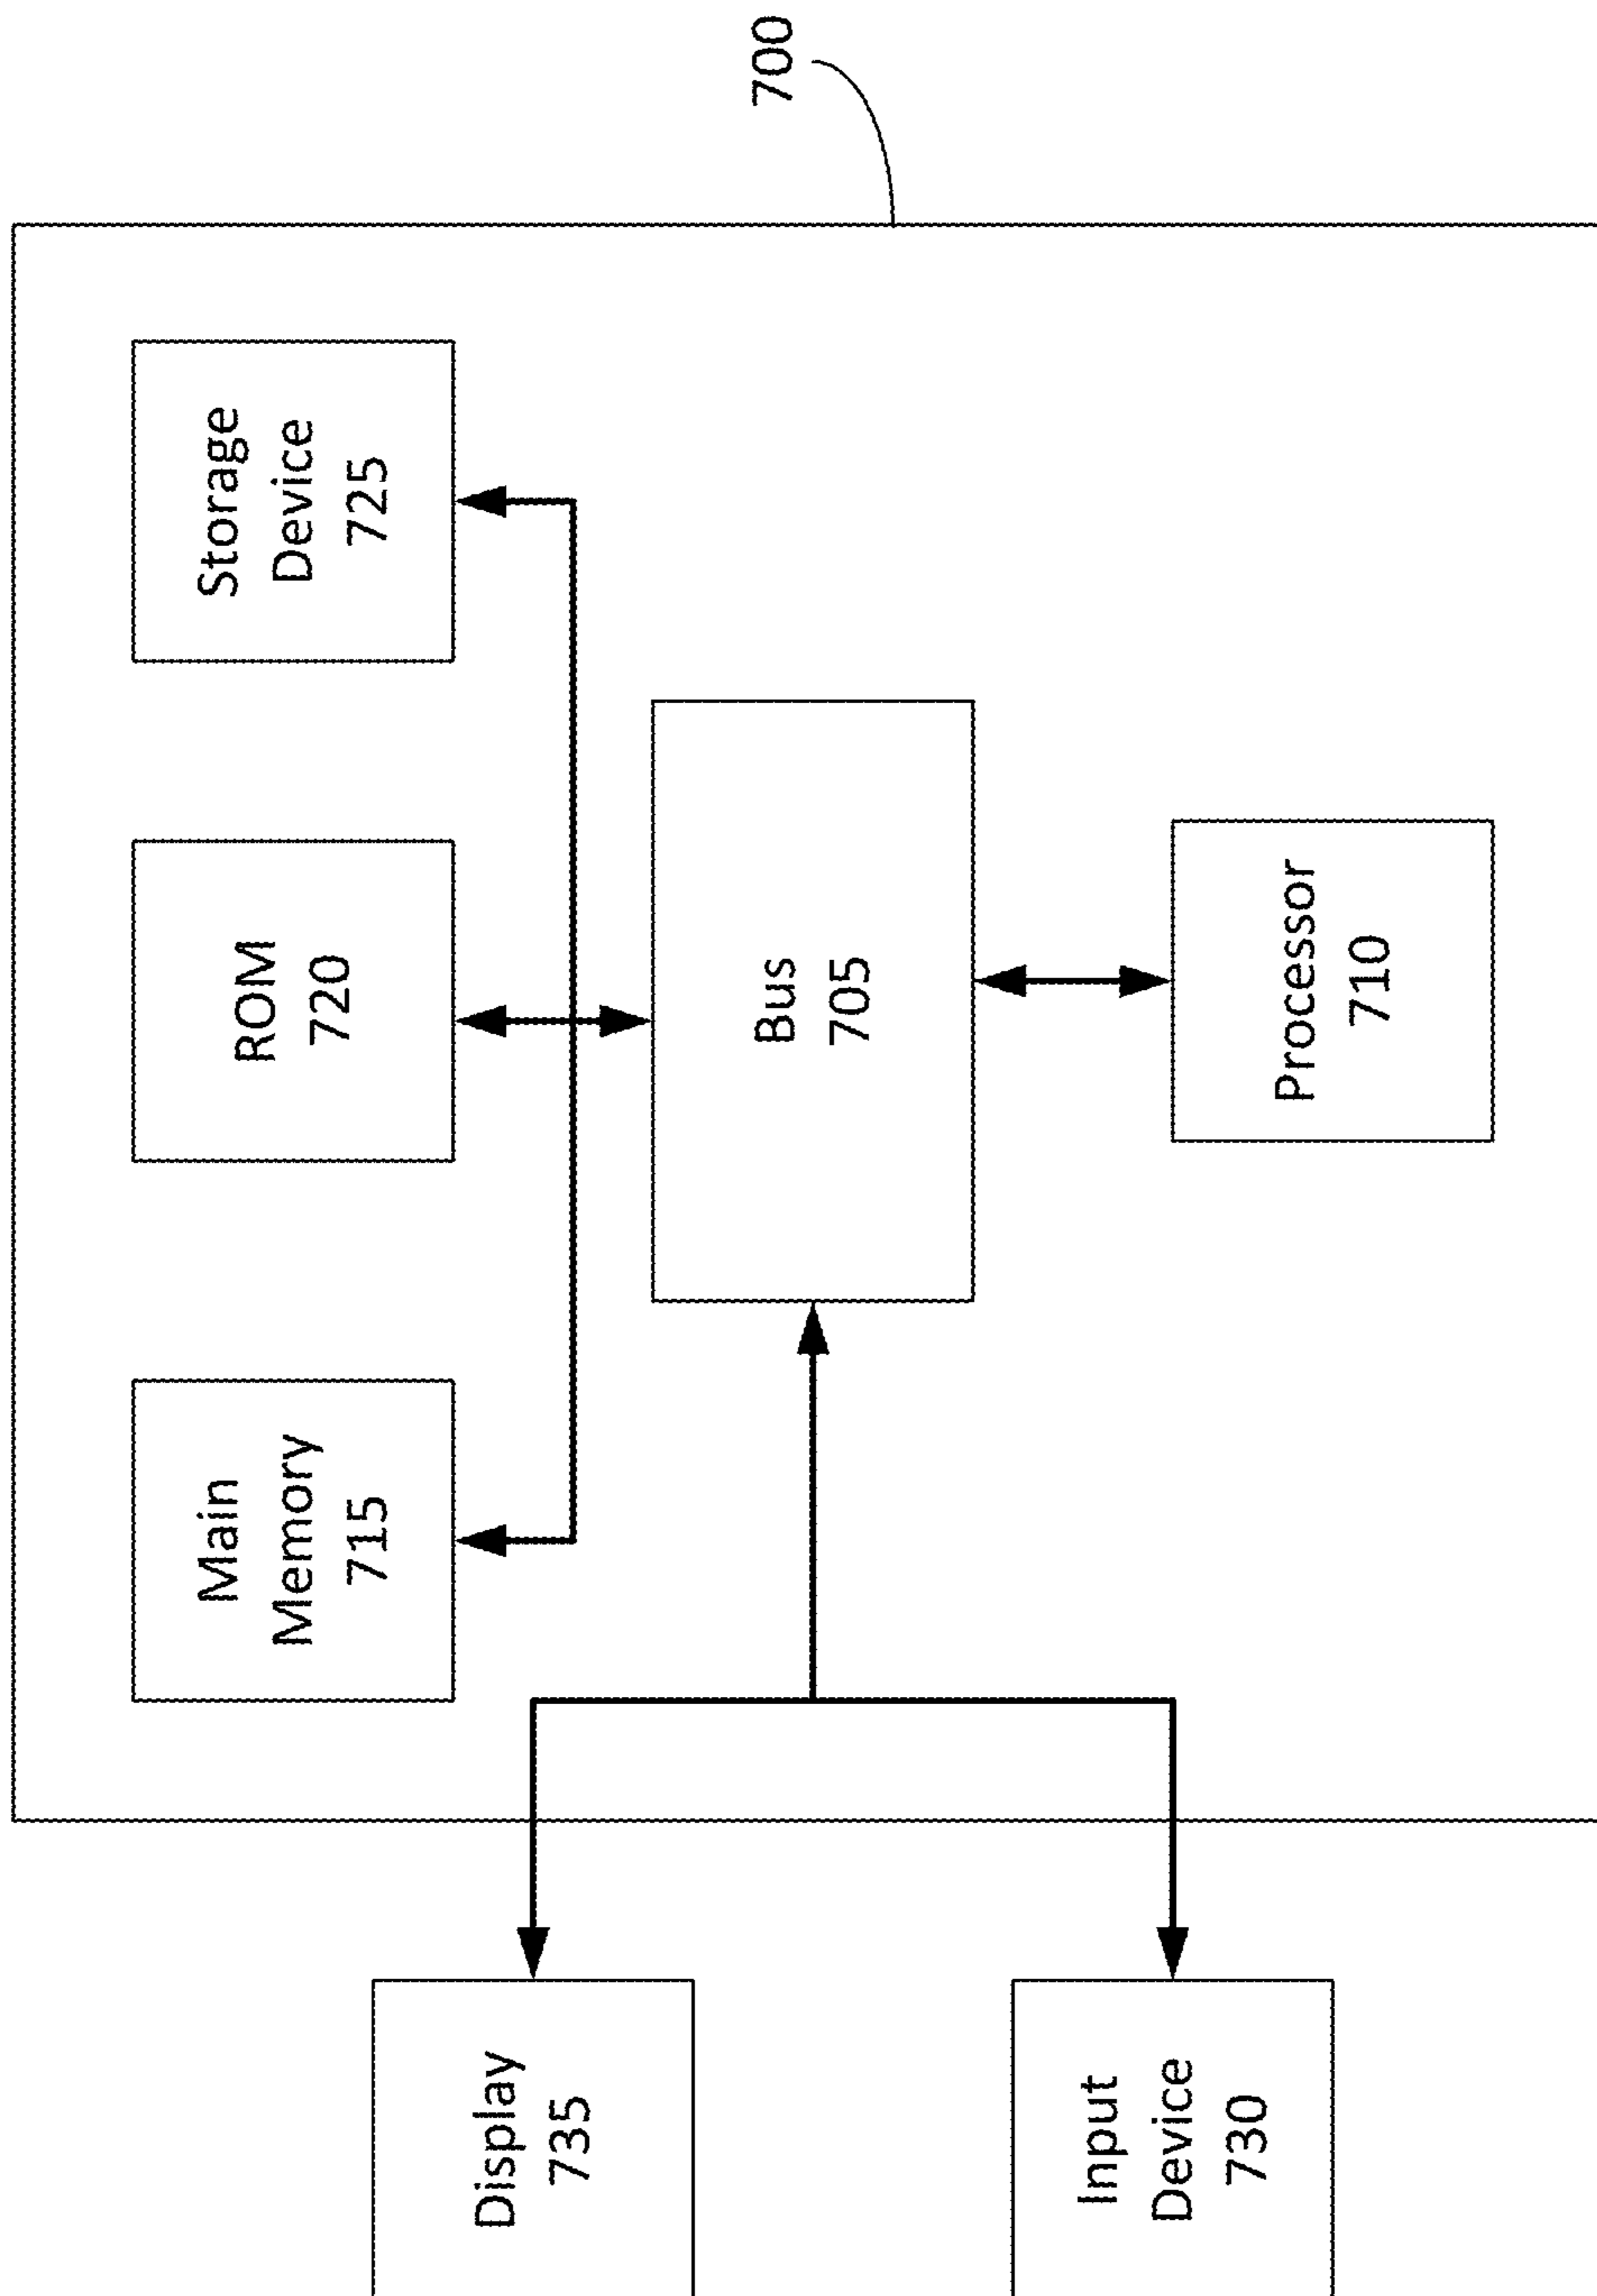 700
Main
Memory
715
ROM
720
Storage
Device
725
Display
735
Bus
705
Input
Device
730
Processor
710